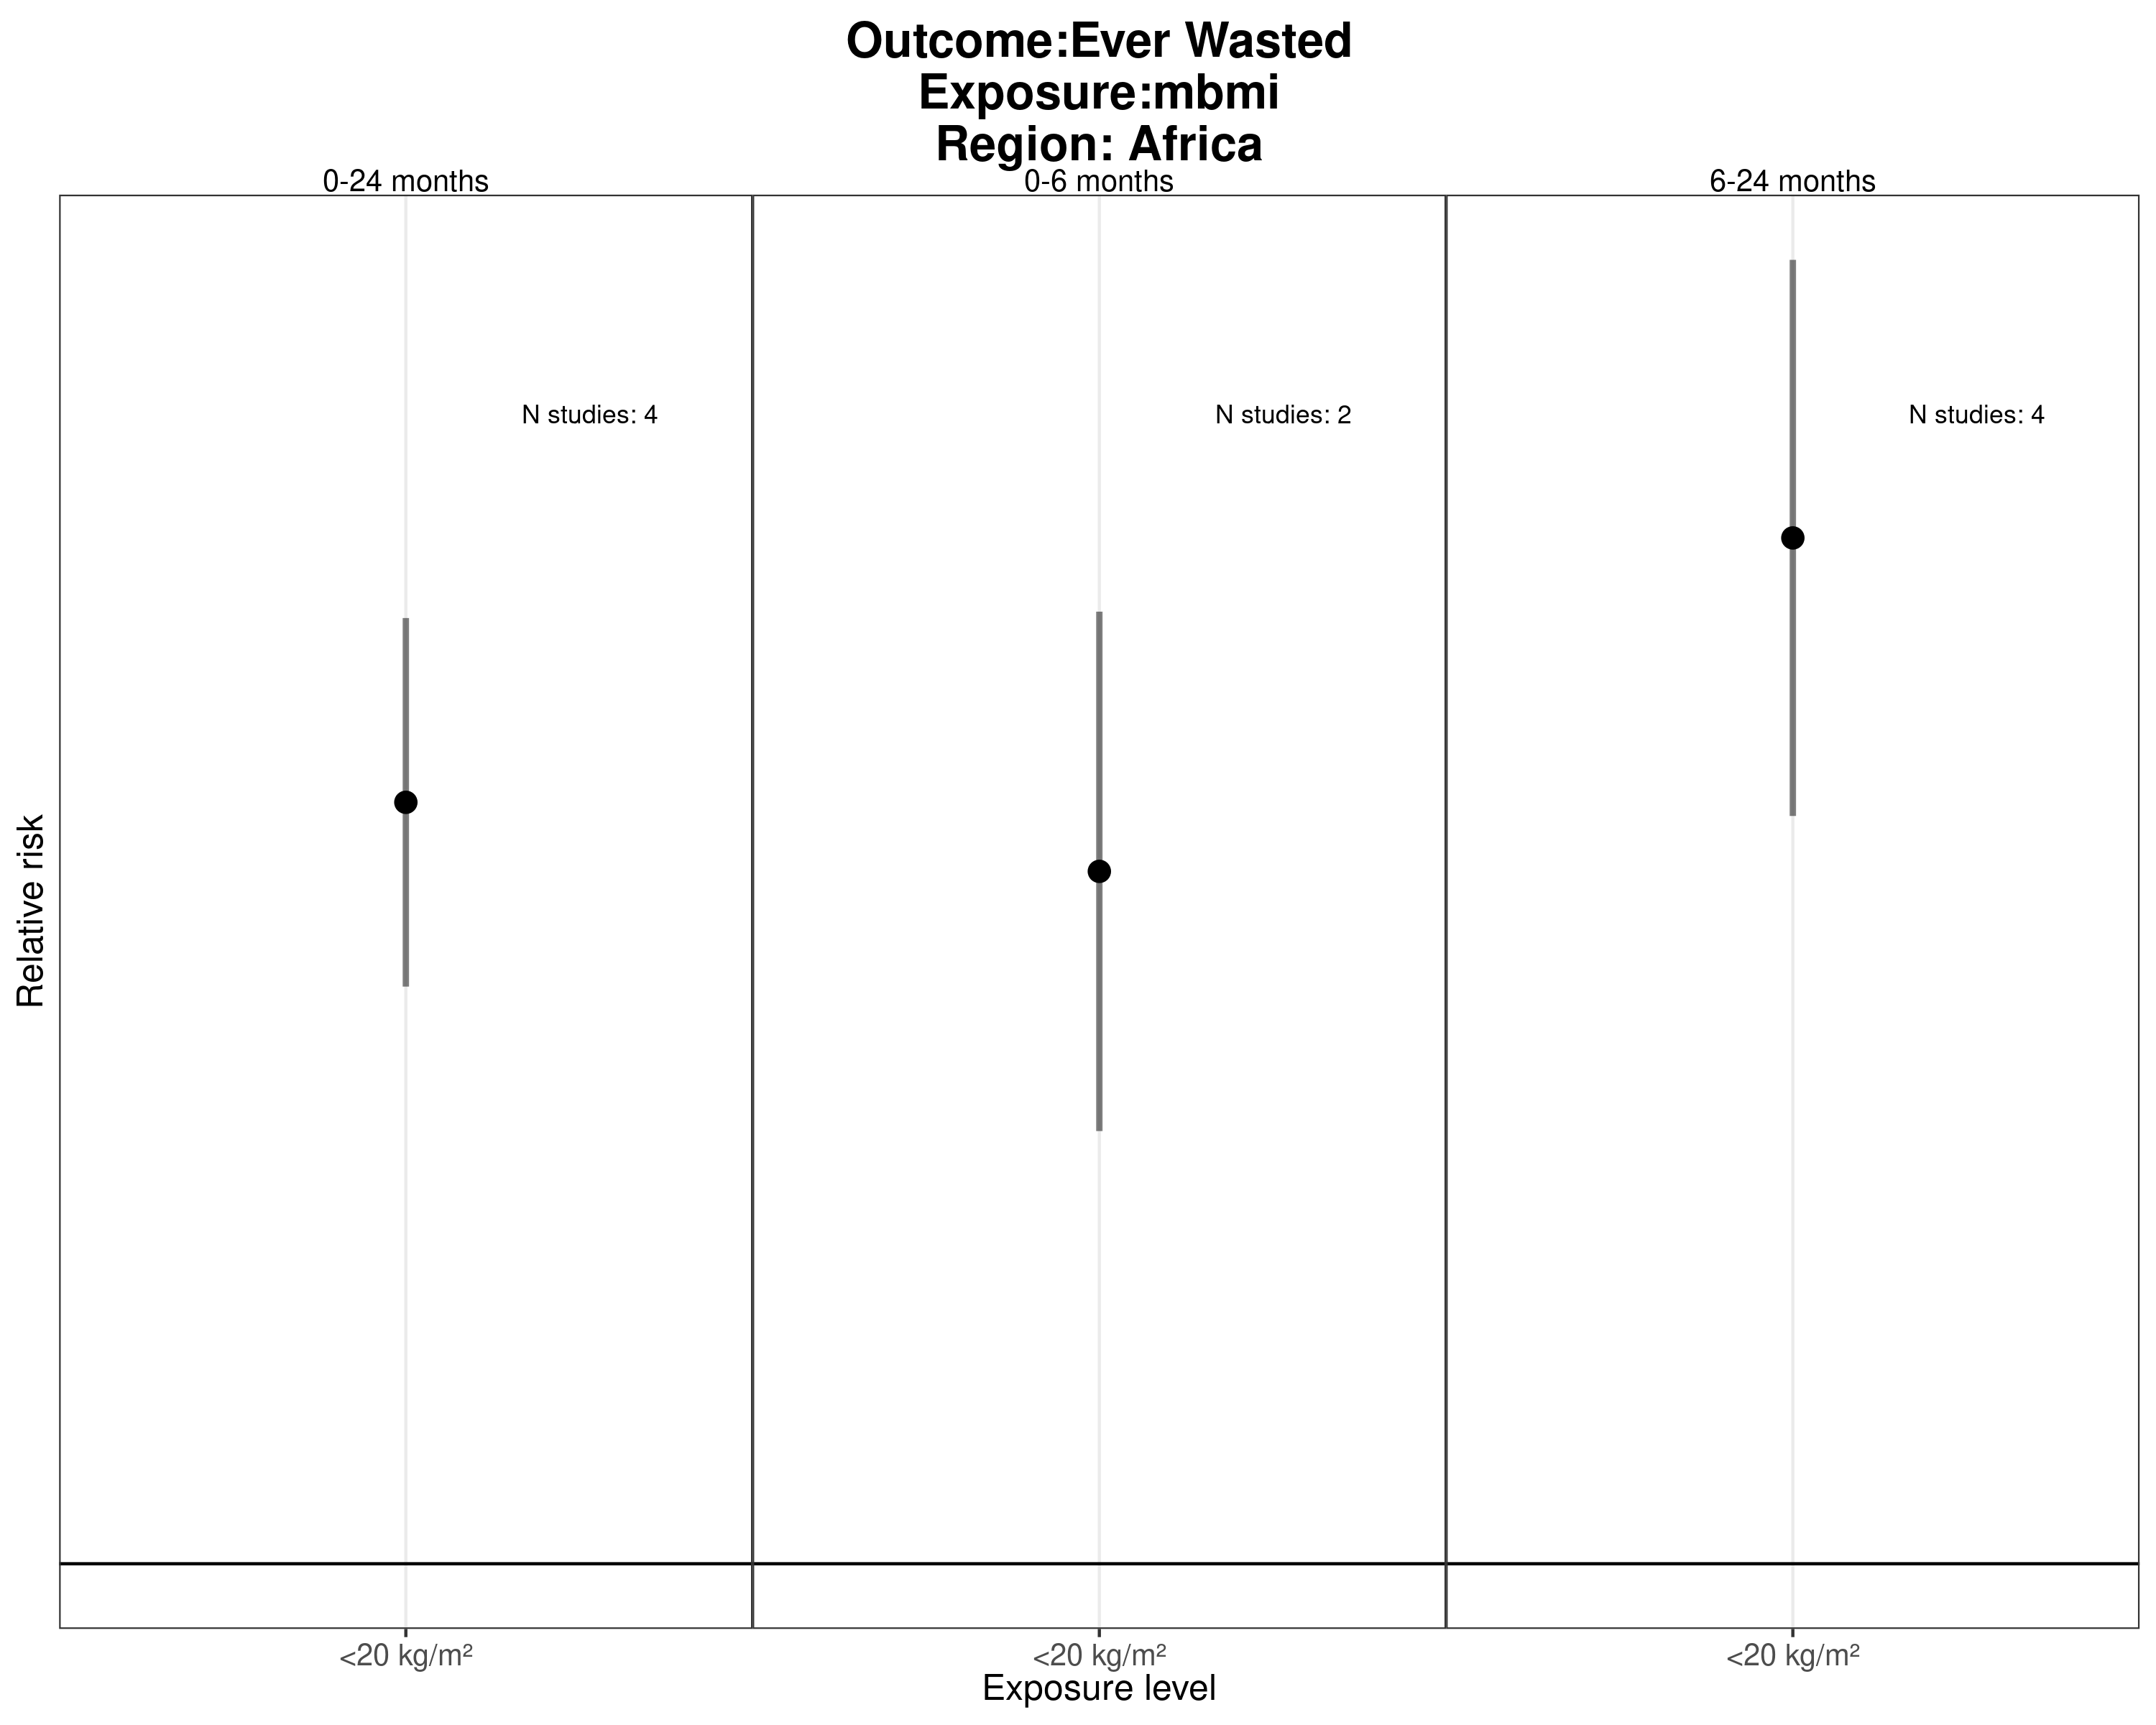 Outcome:Ever Wasted
Exposure:mbmi
Region: Africa
0-24 months
0-6 months
6-24 months
N studies: 4
N studies: 2
N studies: 4
Relative risk
<20 kg/m²
<20 kg/m²
<20 kg/m²
Exposure level